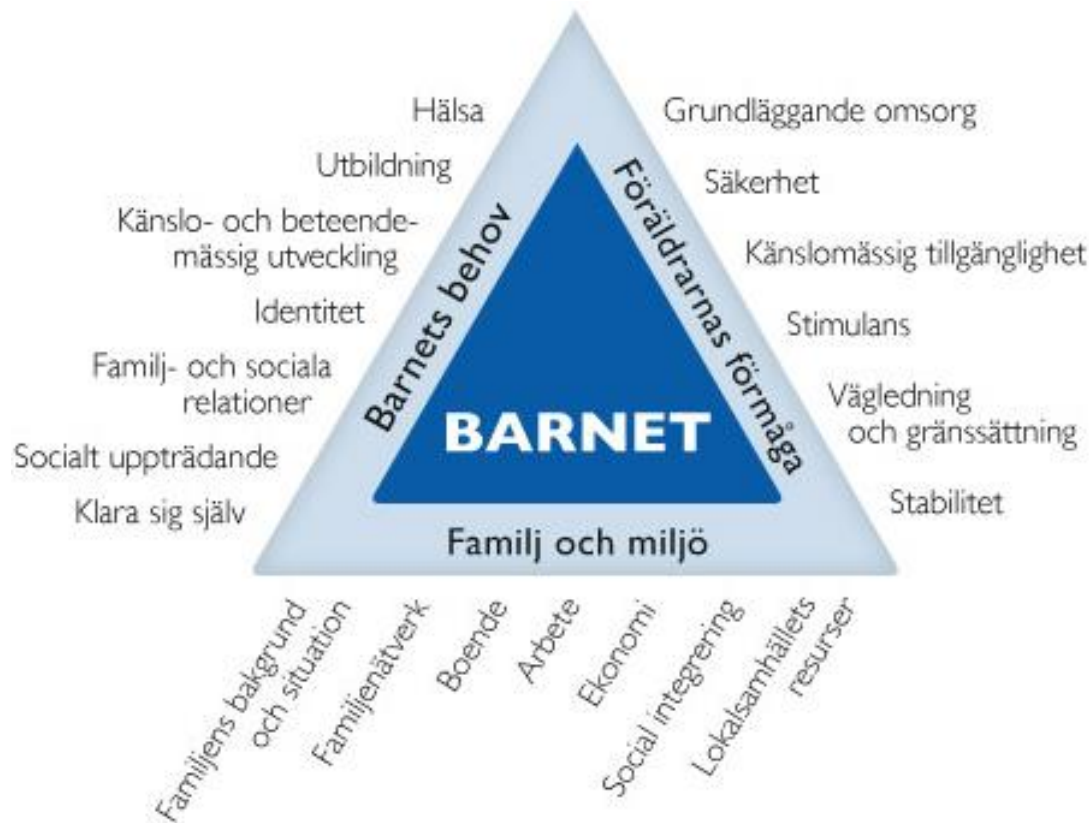 Hälsa
Utbildning
Känslo- och beteende-
mässig utveckling
Identitet
Familj- och sociala
relationer
Socialt uppträdande
Klara sig själv
Barnets behov
Grundläggande omsorg
Säkerhet
Känslomässig tillgänglighet
Stimulans
Vägledning
och gränssättning
Stabilitet
Föräldrarnas förmåga
BARNET
Familj och miljö
Familjens bakgrund
och situation
Familjenätverk
Boende
Arbete
Ekonomi
Social integrering
Lokalsamhällets
resurser